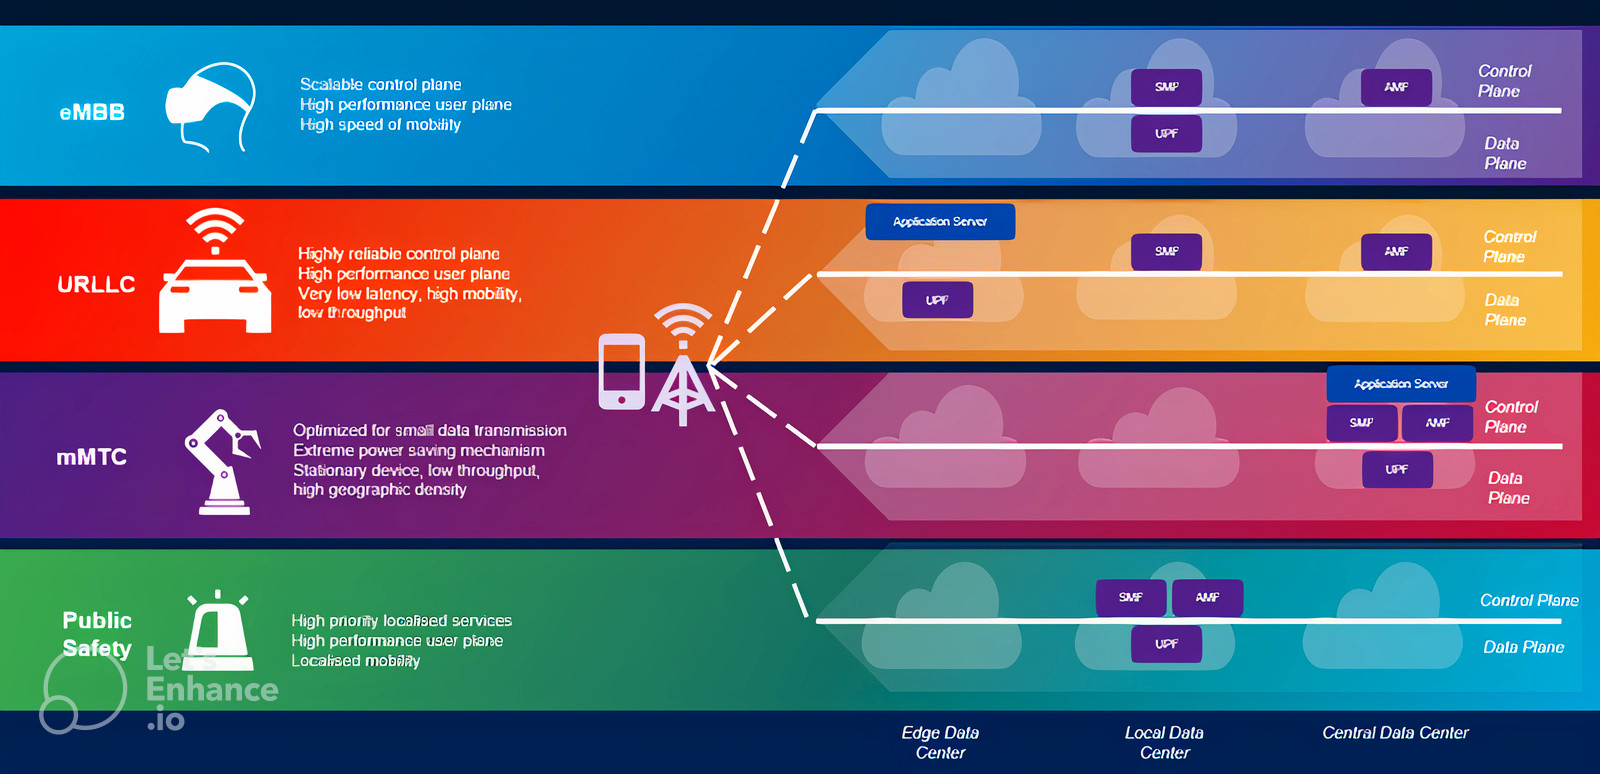 eMBB
Scalable control plane
High performance user plane
High speed of mobility
SMF
UPF
AMF
Control
Plane
Data
Plane
URLLC
Highly reliable control plane
High performance user plane
Very low latency, high mobility,
low throughput
Application Server
UPF
SMF
AMF
Control
Plane
Data
Plane
mMTC
Optimized for small data transmission
Extreme power saving mechanism
Stationary device, low throughput,
high geographic density
Application Server
SMF AMF
UPF
Control
Plane
Data
Plane
Public
Safety
High priority localised services
High performance user plane
Localised mobility
SMF AMF
UPF
Control Plane
Data Plane
Let's
Enhance
.io
Edge Data
Center
Local Data
Center
Central Data Center